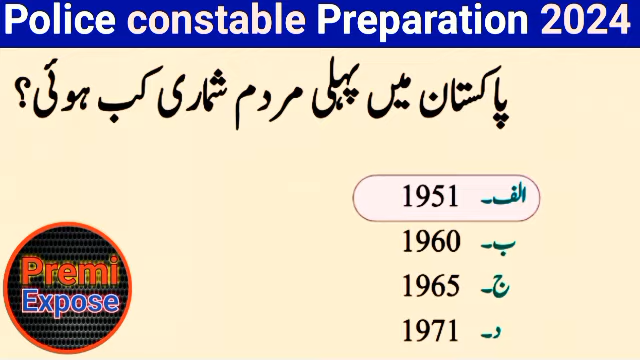 Police constable Preparation 2024
پاکستان میں پہلی مردم شماری کب ہوئی؟
الف۔ 1951
ب۔ 1960
ج۔ 1965
د۔ 1971
Premi
Expose